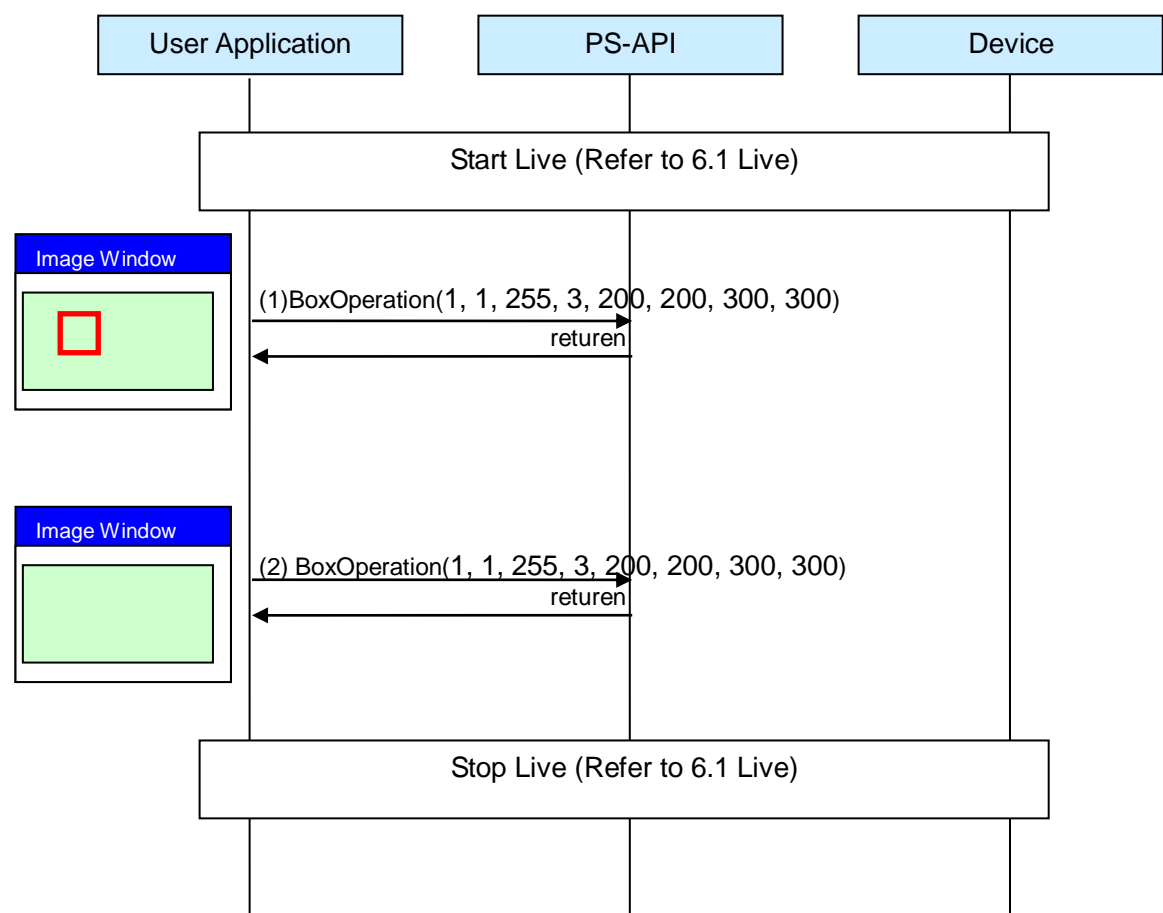 User Application
PS-API
Device
Start Live (Refer to 6.1 Live)
Image Window
(1)BoxOperation(1, 1, 255, 3, 200, 200, 300, 300)
returen
Image Window
(2) BoxOperation(1, 1, 255, 3, 200, 200, 300, 300)
returen
Stop Live (Refer to 6.1 Live)